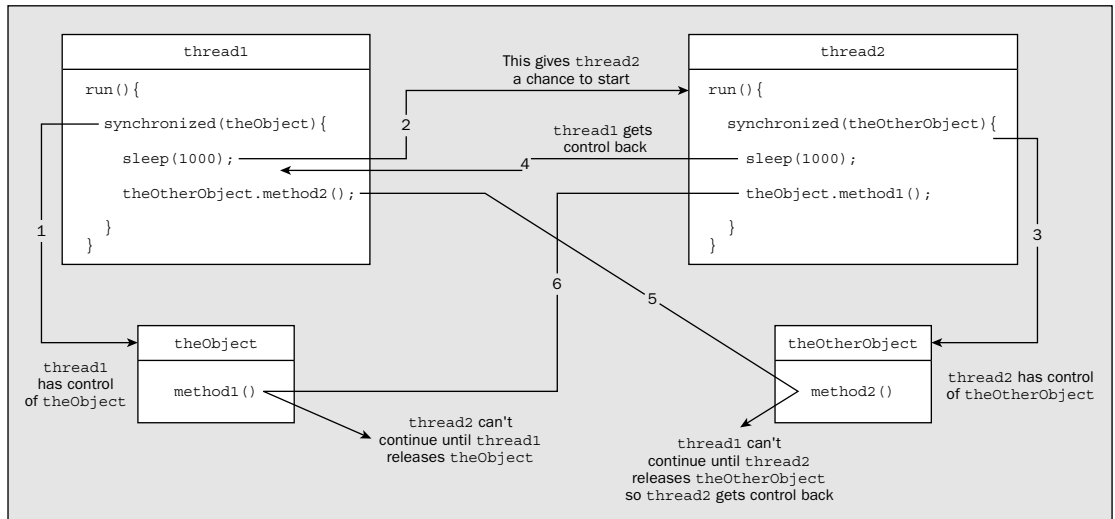 thread1
run(){
synchronized(theObject){
sleep(1000);
theOtherObject.method2();
}
}
This gives thread2
a chance to start
2
thread1 gets
control back
4
thread2
run(){
synchronized(theOtherObject){
sleep(1000);
theObject.method1();
}
}
1
3
6
5
theObject
method1()
thread1
has control
of theObject
thread2 can't
continue until thread1
releases theObject
theOtherObject
method2()
thread2 has control
of theOtherObject
thread1 can't
continue until thread2
releases theOtherObject
so thread2 gets control back